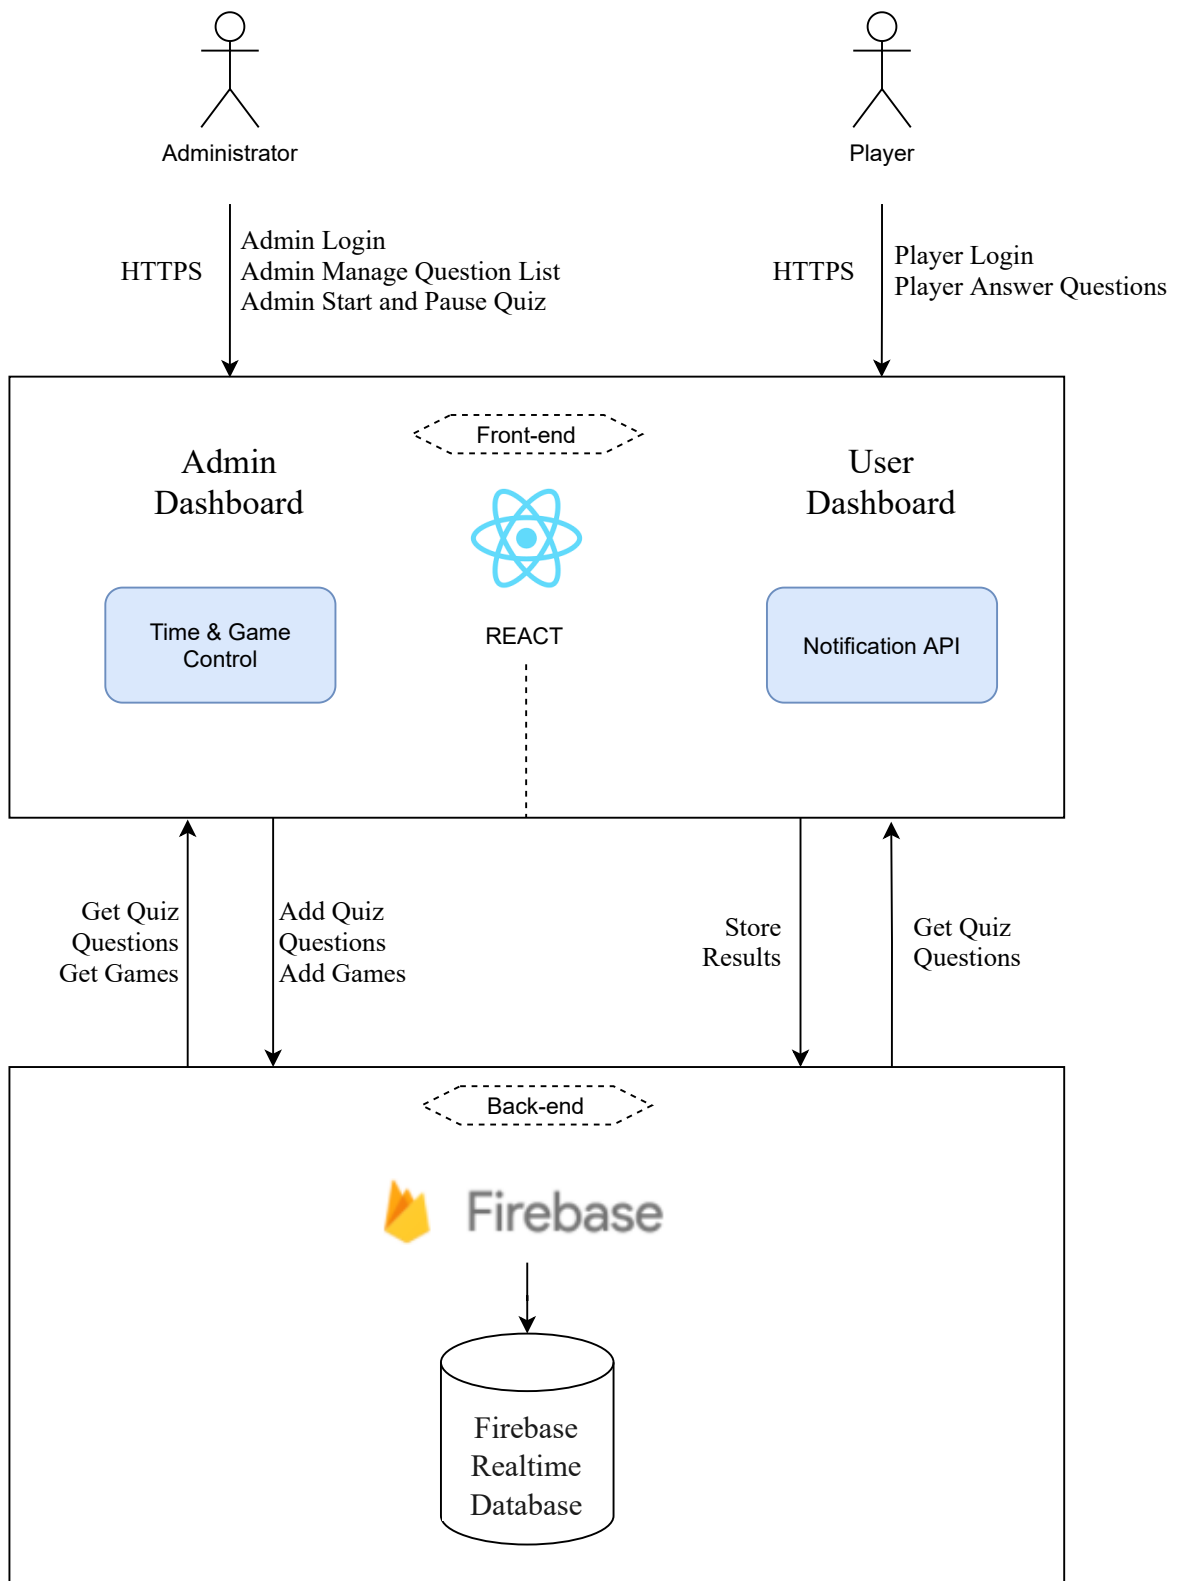 Administrator
Player
HTTPS
Admin Login
Admin Manage Question List
Admin Start and Pause Quiz
HTTPS
Player Login
Player Answer Questions
Front-end
Admin
Dashboard
User
Dashboard
Time & Game
Control
REACT
Notification API
Get Quiz
Questions
Get Games
Add Quiz
Questions
Add Games
Store
Results
Get Quiz
Questions
Back-end
Firebase
Firebase
Realtime
Database